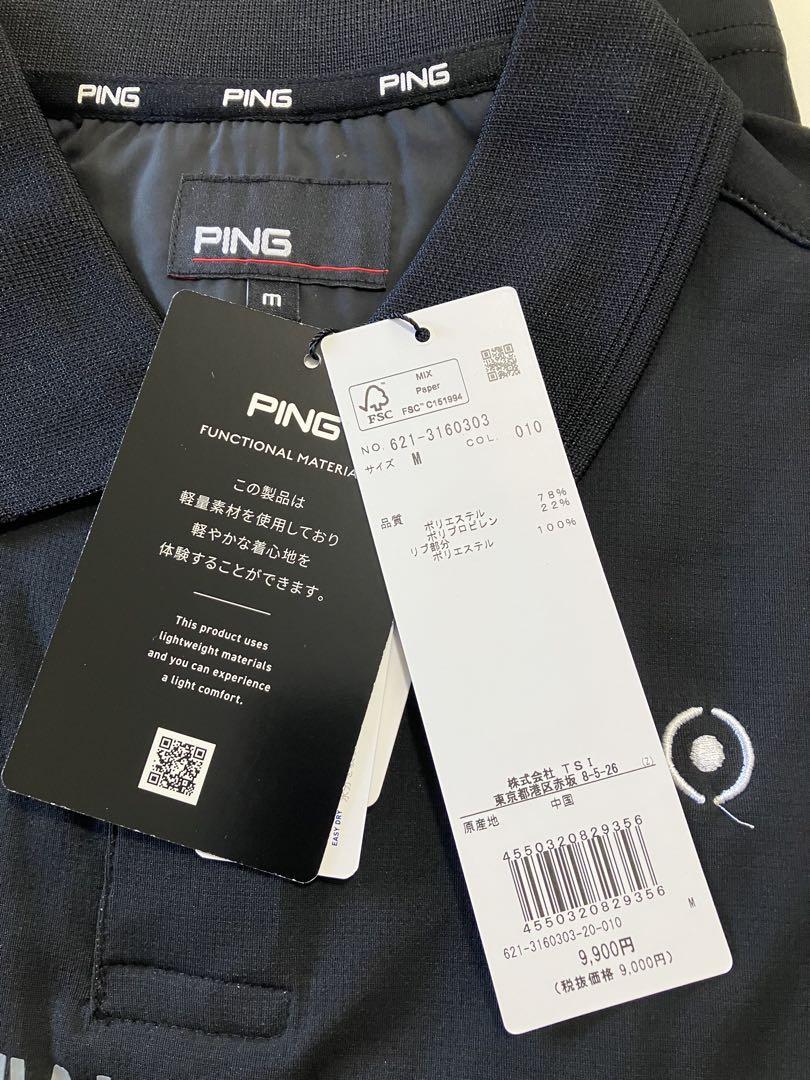 PING
PING
PING
PING
m
PING
FUNCTIONAL MATERIA
この製品は
軽量素材を使用しており
軽やかな着心地を
体験することができます。
This product uses
lightweight materials
and you can experience
a light comfort.
EASY DRY
MIX
Paper
FSC™ C151994
FSC
NO. 621-3160303 COL. 010
サイズ M
品質 ポリエステル 78%
ポリプロピレン 22%
リブ部分
ポリエステル 100%
株式会社 TSI (Z)
東京都港区赤坂 8-5-26
原産地 中国
4550320829356
4550320829356
M
621-3160303-20-010
9,900円
(税抜価格 9,000円)